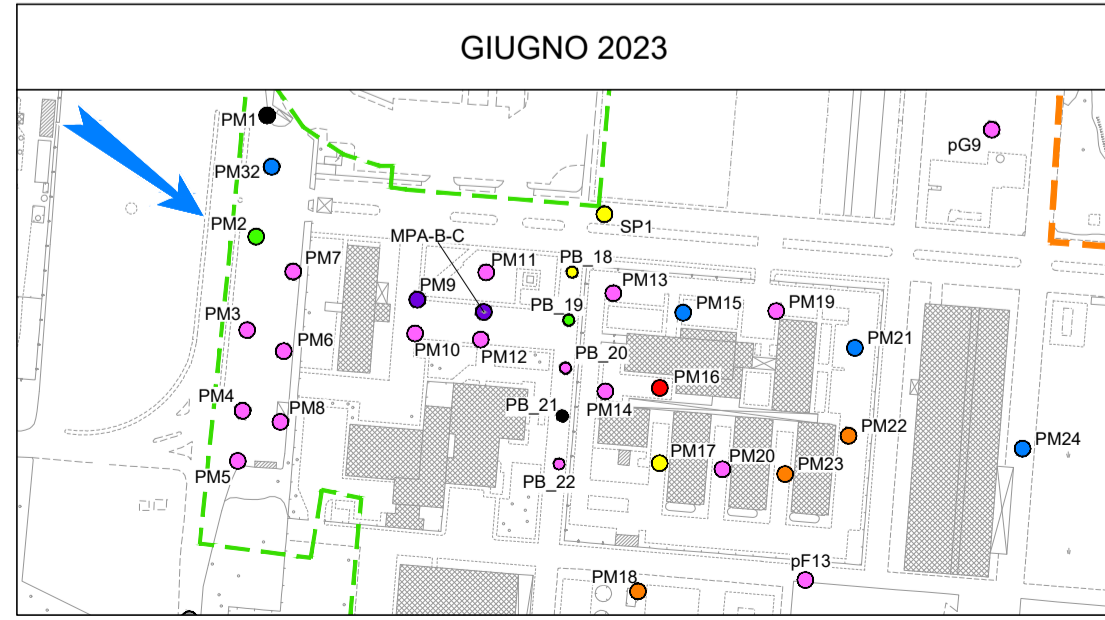 GIUGNO 2023
PM1
pG9
PM32
PM2
SP1
MPA-B-C
PM7
PM11
PB_18
PM13
PM9
PB_19
PM15
PM19
PM3
PM6
PM10
PM12
PB_20
PM21
PM16
PM4
PM8
PB_21
PM14
PM22
PM5
PB_22
PM17
PM20
PM23
PM24
PM18
pF13